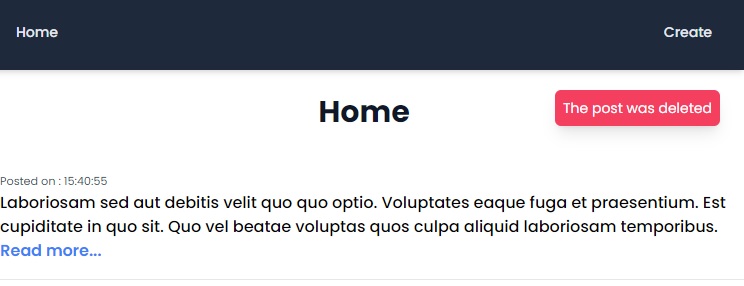 Home
Create
Home
The post was deleted
Posted on : 15:40:55
Laboriosam sed aut debitis velit quo quo optio. Voluptates eaque fuga et praesentium. Est
cupiditate in quo sit. Quo vel beatae voluptas quos culpa aliquid laboriosam temporibus.
Read more...